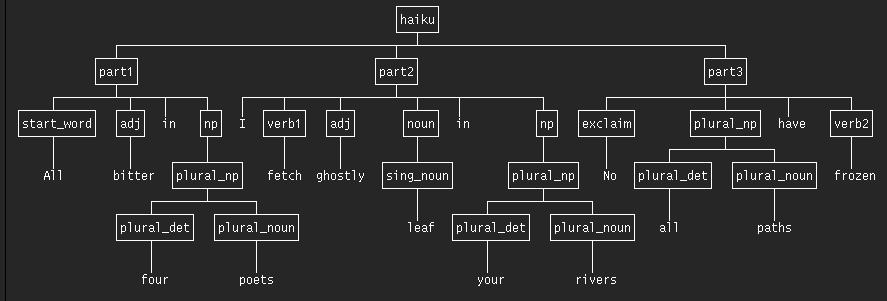 haiku
part1 part2 part3
start_word adj in np I verb1 adj noun in np exclaim plural_np have verb2
All bitter plural_np fetch ghostly sing_noun plural_np No plural_det plural_noun frozen
plural_det plural_noun leaf plural_det plural_noun all paths
four poets your rivers